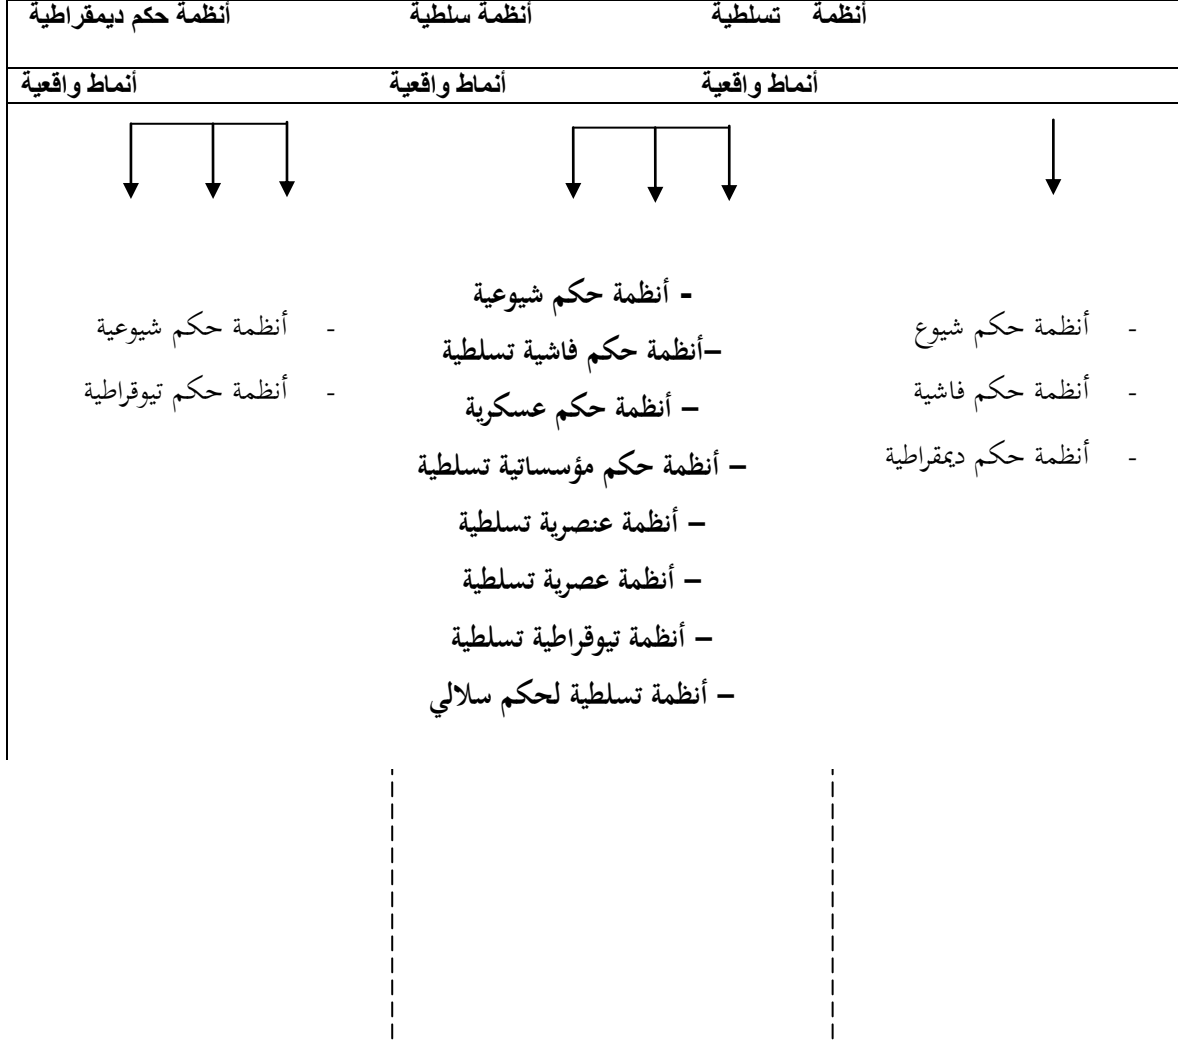 أنظمة تسلطية أنظمة سلطية أنظمة حكم ديمقراطية
أنماط واقعية أنماط واقعية أنماط واقعية
- أنظمة حكم شيوع
- أنظمة حكم فاشية
- أنظمة حكم ديمقراطية
- أنظمة حكم شيوعية
–أنظمة حكم فاشية تسلطية
– أنظمة حكم عسكرية
– أنظمة حكم مؤسساتية تسلطية
– أنظمة عنصرية تسلطية
– أنظمة عصرية تسلطية
– أنظمة تيوقراطية تسلطية
– أنظمة تسلطية لحكم سلالي
- أنظمة حكم شيوعية
- أنظمة حكم تيوقراطية